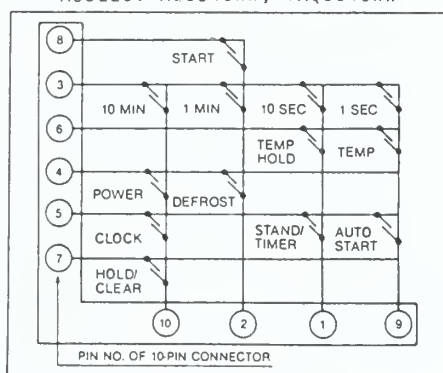 8
START
3
10 MIN 1 MIN 10 SEC 1 SEC
6
TEMP HOLD TEMP
4
POWER DEFROST
5
CLOCK STAND/TIMER AUTO START
7
HOLD/CLEAR
10 2 1 9
PIN NO. OF 10-PIN CONNECTOR